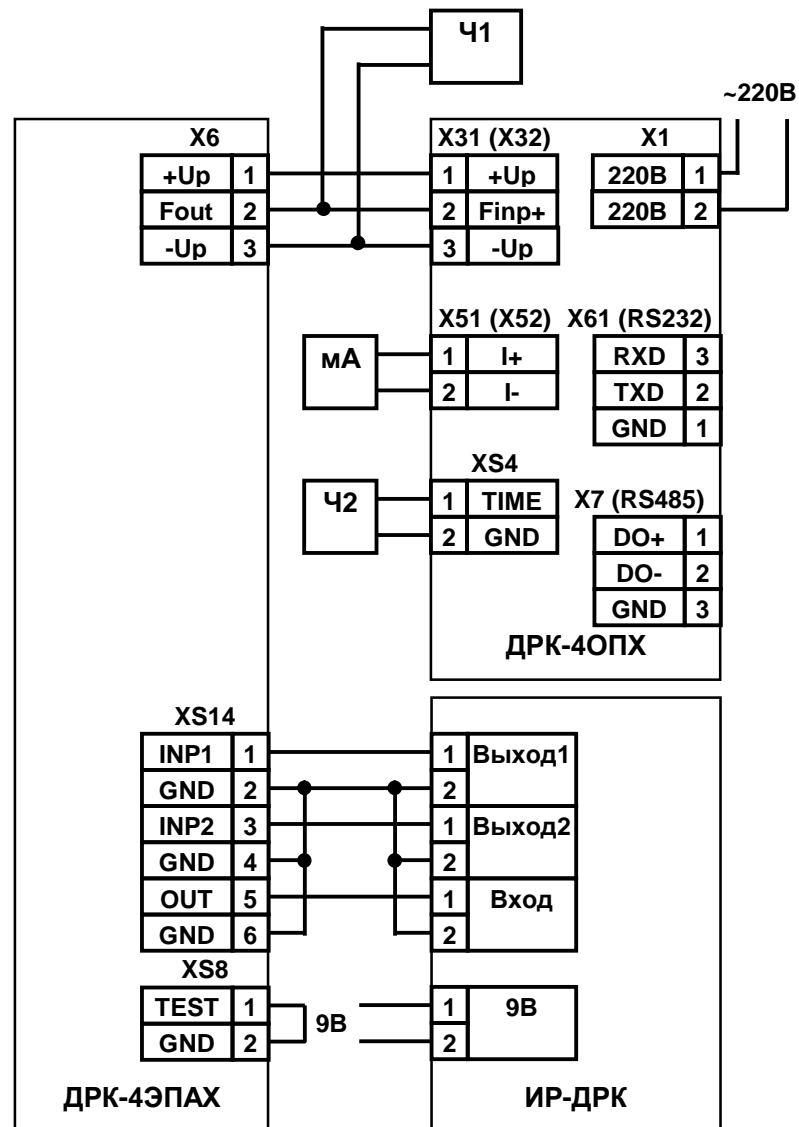 Ч1
~220В
X6
X31 (X32)
X1
+Up 1
1 +Up
220В 1
Fout 2
2 Finp+
220В 2
-Up 3
3 -Up
X51 (X52)
X61 (RS232)
мА
1 I+
RXD 3
2 I-
TXD 2
GND 1
XS4
Ч2
1 TIME
X7 (RS485)
2 GND
DO+ 1
DO- 2
GND 3
ДРК-4ОПХ
XS14
INP1 1
1 Выход1
GND 2
2
INP2 3
1 Выход2
GND 4
2
OUT 5
1 Вход
GND 6
2
XS8
TEST 1
9В
1 9В
GND 2
2
ДРК-4ЭПАХ
ИР-ДРК